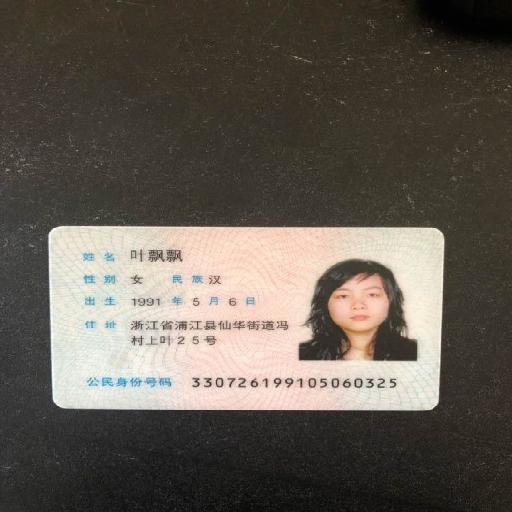 姓名 叶飘飘
性别 女 民族 汉
出生 1991 年 5 月 6 日
住址 浙江省浦江县仙华街道冯
村上叶25号
公民身份号码 330726199105060325